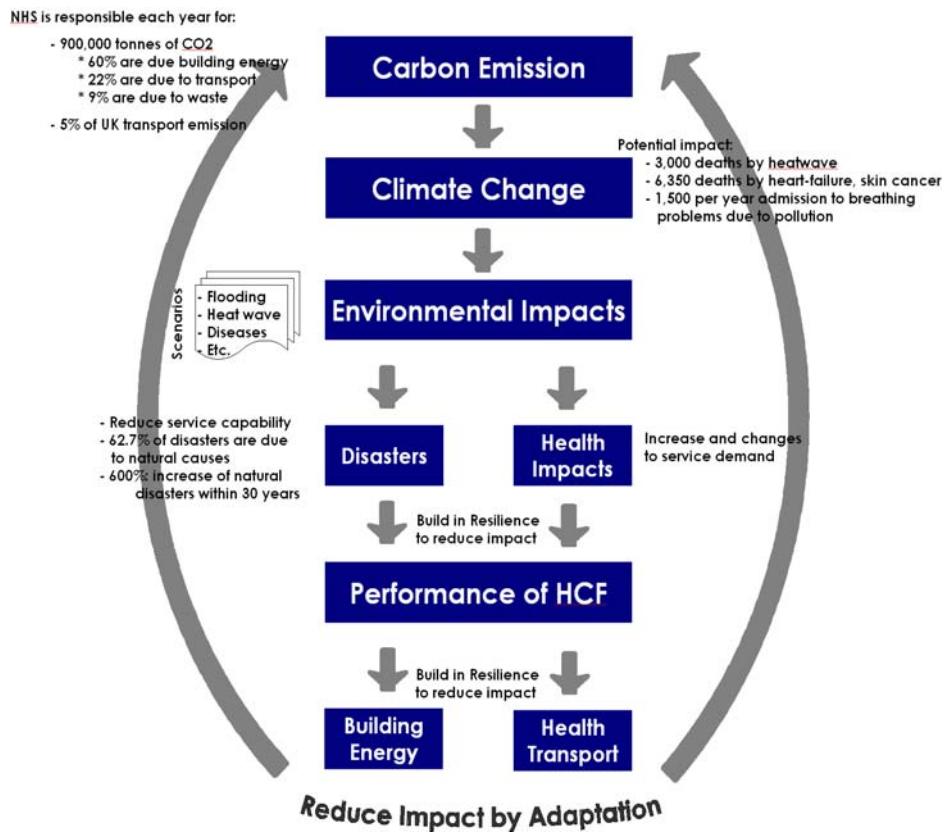 NHS is responsible each year for:
- 900,000 tonnes of CO2
* 60% are due building energy
* 22% are due to transport
* 9% are due to waste
- 5% of UK transport emission
Carbon Emission
Climate Change
Potential impact:
- 3,000 deaths by heatwave
- 6,350 deaths by heart-failure, skin cancer
- 1,500 per year admission to breathing
problems due to pollution
Environmental Impacts
Scenarios
- Flooding
- Heat wave
- Diseases
- Etc.
- Reduce service capability
- 62.7% of disasters are due
to natural causes
- 600%: increase of natural
disasters within 30 years
Disasters
Health
Impacts
Increase and changes
to service demand
Build in Resilience
to reduce impact
Performance of HCF
Build in Resilience
to reduce impact
Building
Energy
Health
Transport
Reduce Impact by Adaptation